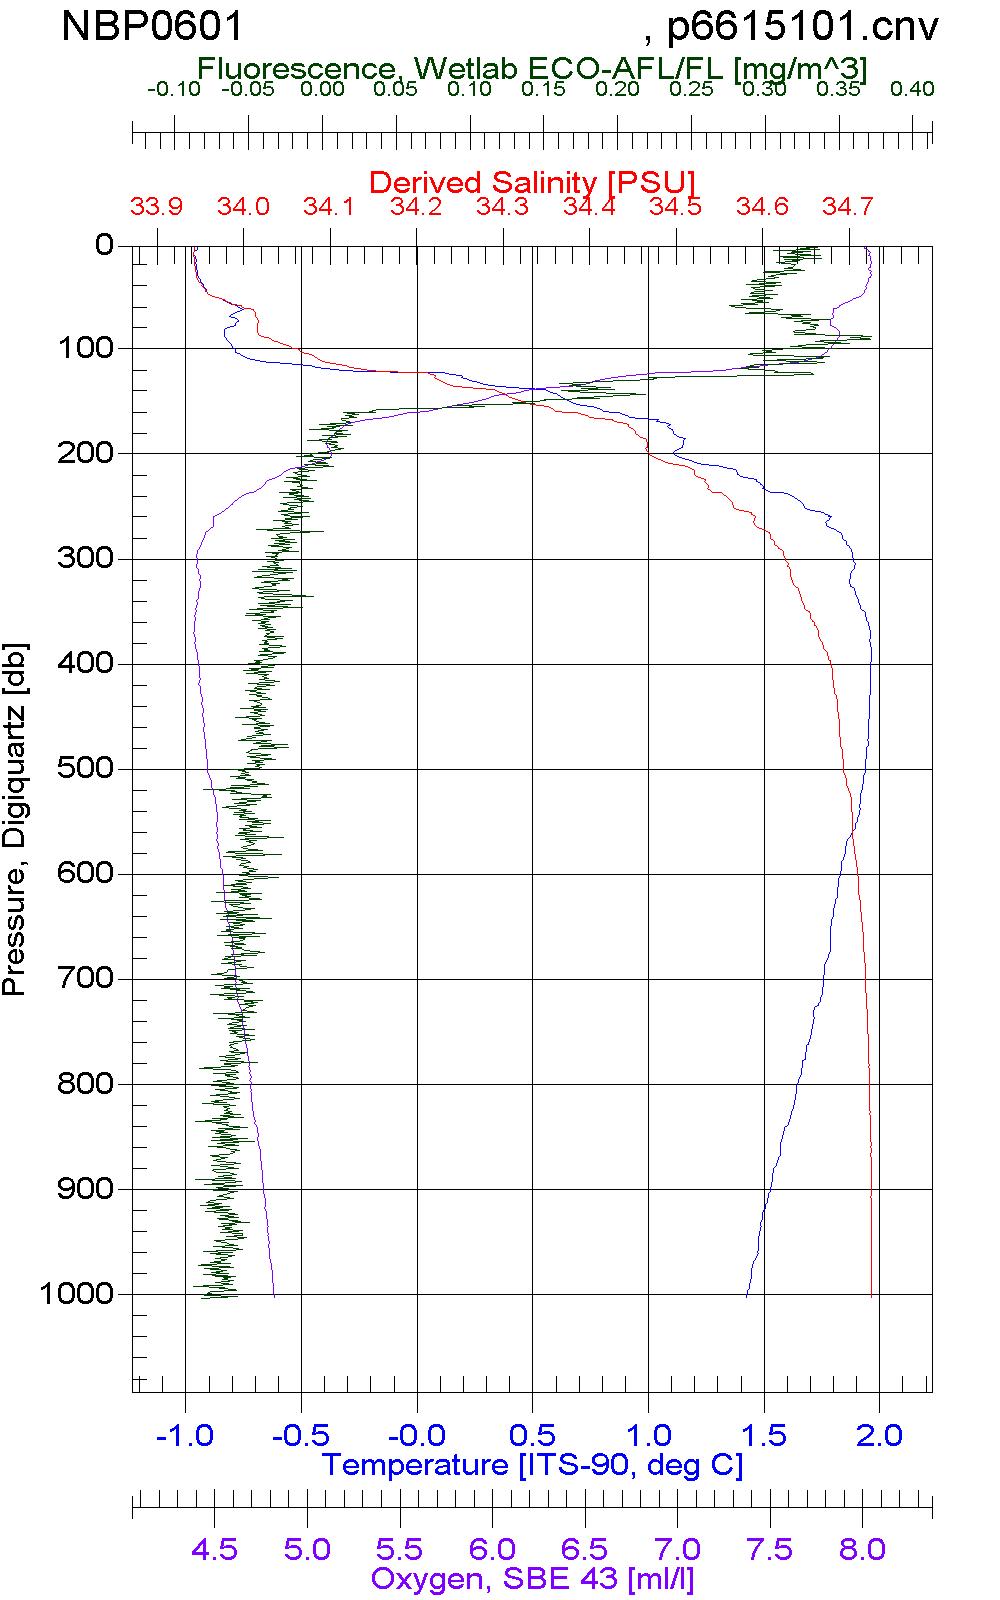 NBP0601 , p6615101.cnv
Fluorescence, Wetlab ECO-AFL/FL [mg/m^3]
-0.10 -0.05 0.00 0.05 0.10 0.15 0.20 0.25 0.30 0.35 0.40
Derived Salinity [PSU]
33.9 34.0 34.1 34.2 34.3 34.4 34.5 34.6 34.7
0
100
200
300
400
500
600
700
800
900
1000
Pressure, Digiquartz [db]
-1.0 -0.5 -0.0 0.5 1.0 1.5 2.0
Temperature [ITS-90, deg C]
4.5 5.0 5.5 6.0 6.5 7.0 7.5 8.0
Oxygen, SBE 43 [ml/l]